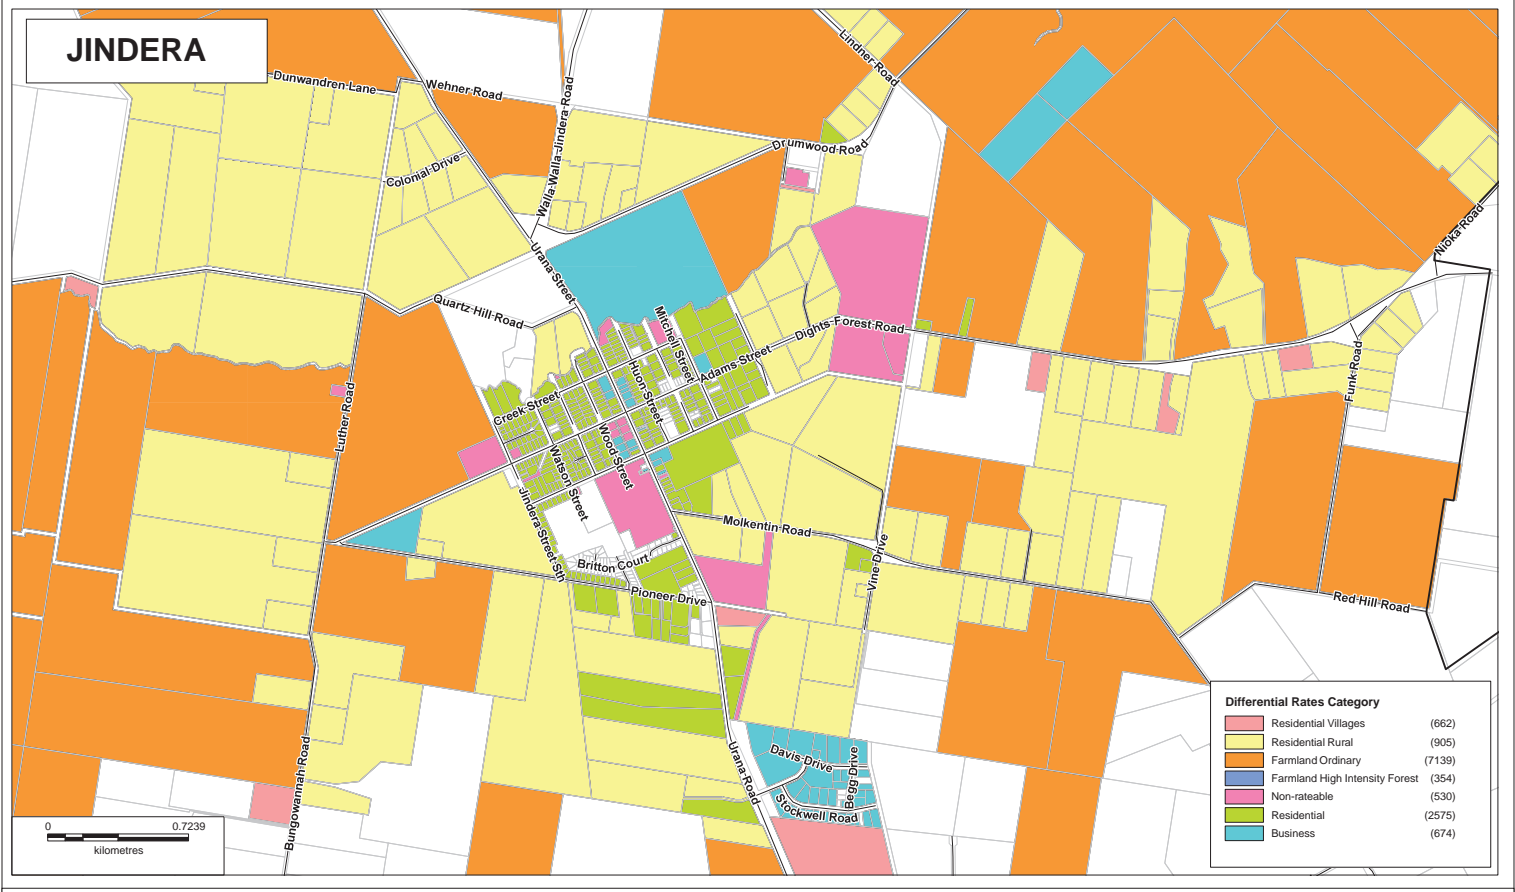 JINDERA
Lindner Road
Dunwandren Lane
Wehner Road
Walla-Walla-Jindera-Road
Drumwood Road
Colonial Drive
Nioka Road
Urana Street
Quartz Hill Road
Mitchell Street
Dights Forest Road
Adams Street
Huon Street
Funk Road
Creek Street
Luther Road
Wood Street
Watson Street
Jindera Street Sth
Molkentin Road
Vine Drive
Britton Court
Pioneer Drive
Red Hill Road
Urana Road
Davis Drive
Begg Drive
Stockwell Road
Bungowannah Road
Differential Rates Category
Residential Villages (662)
Residential Rural (905)
Farmland Ordinary (7139)
Farmland High Intensity Forest (354)
Non-rateable (530)
Residential (2575)
Business (674)
0 0.7239
kilometres